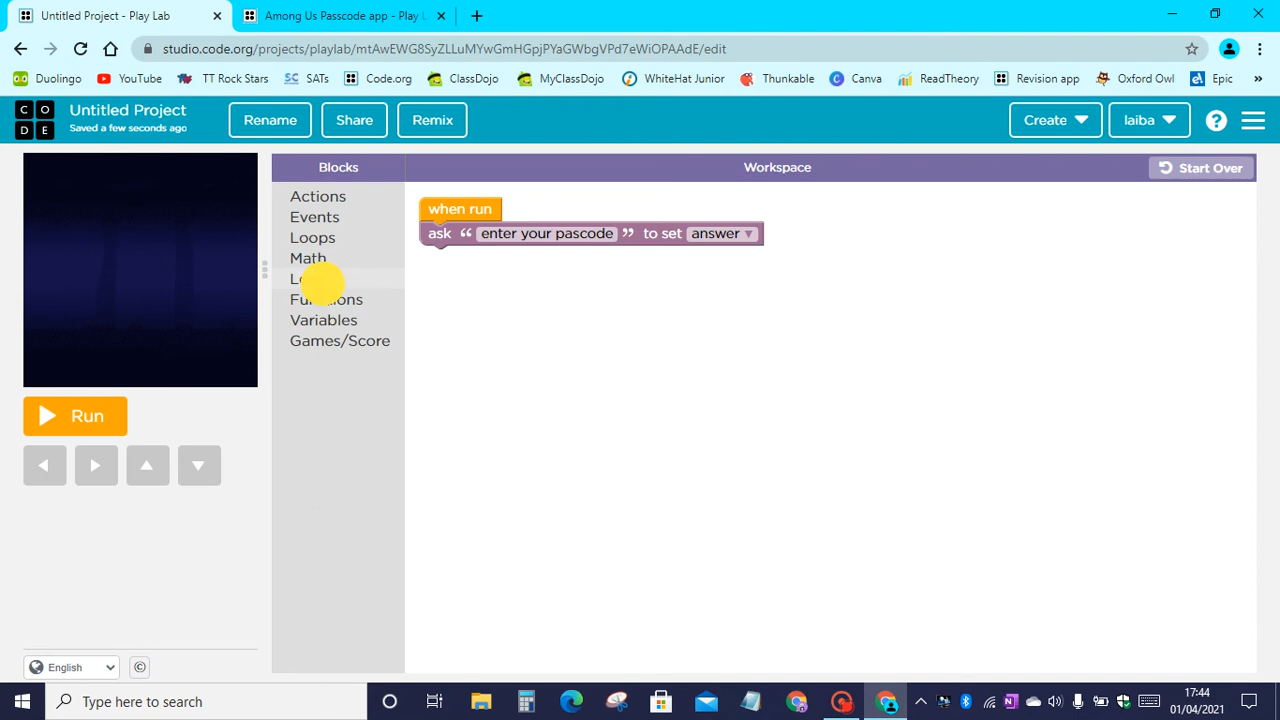 Untitled Project - Play Lab
Among Us Passcode app - Play L
studio.code.org/projects/playlab/mtAwEWG8SyZLLuMYwGmHGpjPYaGWbgVPd7eWiOPAAdE/edit
Duolingo YouTube TT Rock Stars SC SATs Code.org ClassDojo MyClassDojo WhiteHat Junior Thunkable Canva ReadTheory Revision app Oxford Owl Epic »
C O D E
Untitled Project
Saved a few seconds ago
Rename Share Remix Create laiba ?
Blocks Workspace Start Over
Actions
Events
Loops
Math
Functions
Variables
Games/Score
when run
ask “ enter your pascode ” to set answer
Run
English ©
Type here to search
17:44
01/04/2021